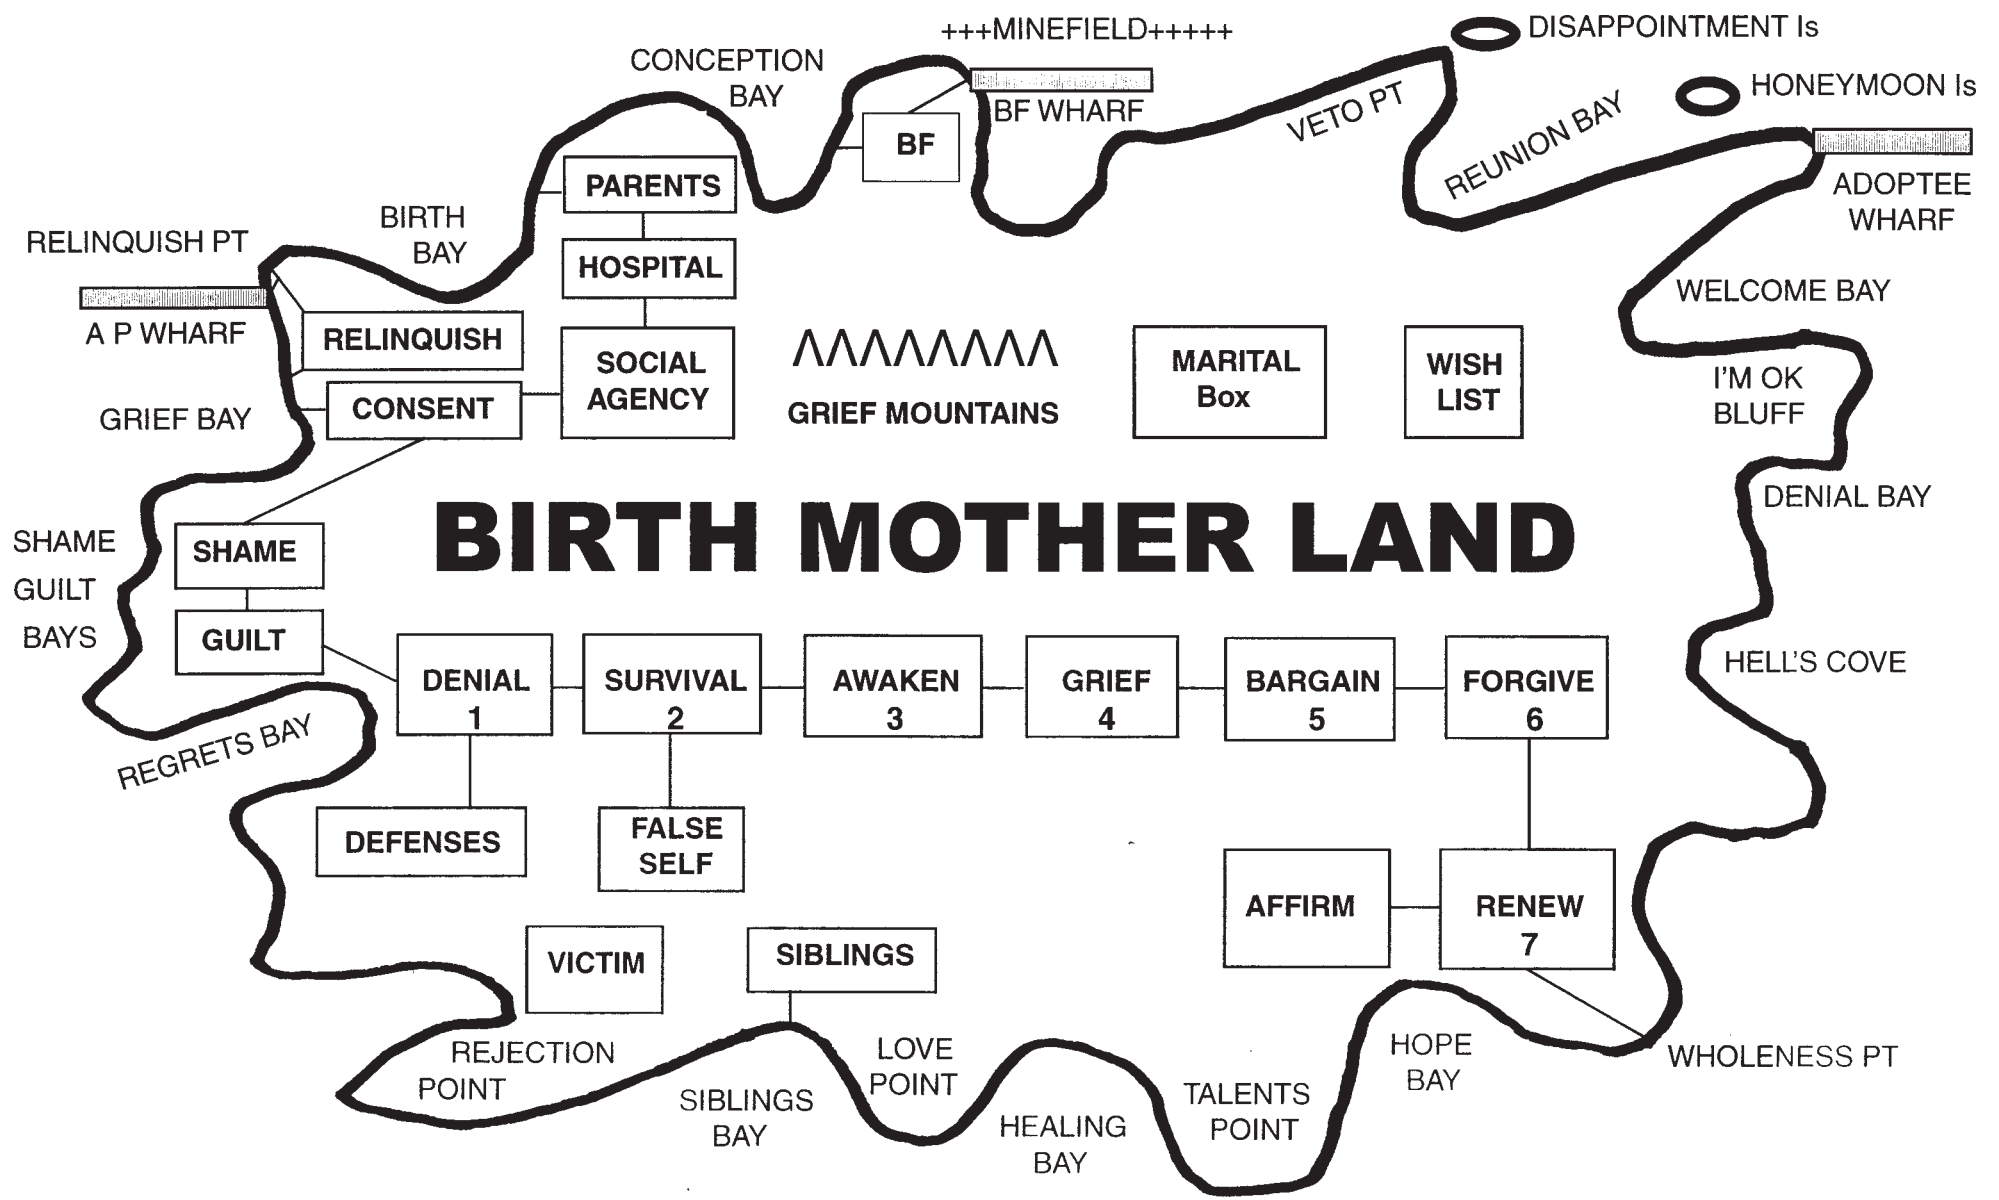 +++MINEFIELD+++++
DISAPPOINTMENT Is
HONEYMOON Is
CONCEPTION
BAY
BF WHARF
BF
VETO PT
REUNION BAY
ADOPTEE
WHARF
PARENTS
BIRTH
BAY
RELINQUISH PT
HOSPITAL
WELCOME BAY
A P WHARF
RELINQUISH
SOCIAL
AGENCY
CONSENT
GRIEF BAY
GRIEF MOUNTAINS
MARITAL
Box
WISH
LIST
I'M OK
BLUFF
DENIAL BAY
BIRTH MOTHER LAND
SHAME
GUILT
BAYS
SHAME
GUILT
HELL'S COVE
DENIAL
1
SURVIVAL
2
AWAKEN
3
GRIEF
4
BARGAIN
5
FORGIVE
6
REGRETS BAY
DEFENSES
FALSE
SELF
AFFIRM
RENEW
7
VICTIM
SIBLINGS
REJECTION
POINT
SIBLINGS
BAY
LOVE
POINT
HEALING
BAY
TALENTS
POINT
HOPE
BAY
WHOLENESS PT